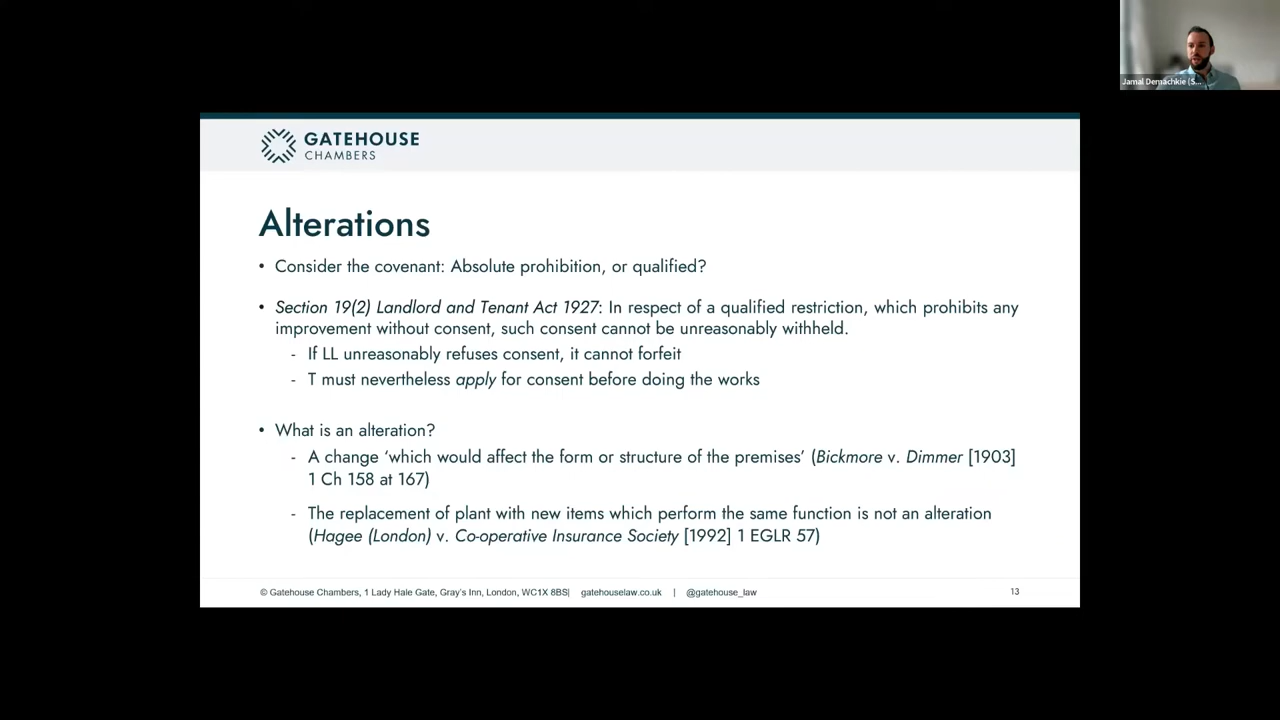 Jamal Demachkie (S...
GATEHOUSE
CHAMBERS
Alterations
• Consider the covenant: Absolute prohibition, or qualified?
• Section 19(2) Landlord and Tenant Act 1927: In respect of a qualified restriction, which prohibits any
improvement without consent, such consent cannot be unreasonably withheld.
- If LL unreasonably refuses consent, it cannot forfeit
- T must nevertheless apply for consent before doing the works
• What is an alteration?
- A change ‘which would affect the form or structure of the premises’ (Bickmore v. Dimmer [1903]
1 Ch 158 at 167)
- The replacement of plant with new items which perform the same function is not an alteration
(Hagee (London) v. Co-operative Insurance Society [1992] 1 EGLR 57)
© Gatehouse Chambers, 1 Lady Hale Gate, Gray's Inn, London, WC1X 8BS| gatehouselaw.co.uk | @gatehouse_law
13